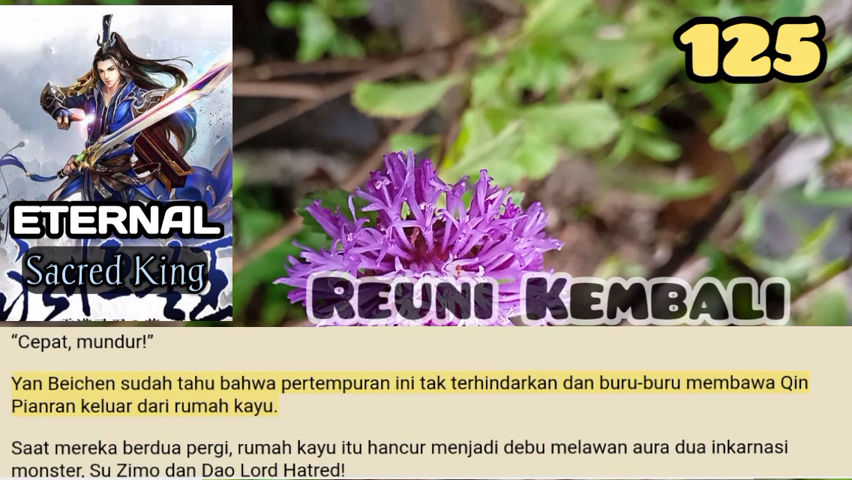 125
ETERNAL
Sacred King
REUNI KEMBALI
“Cepat, mundur!”
Yan Beichen sudah tahu bahwa pertempuran ini tak terhindarkan dan buru-buru membawa Qin
Pianran keluar dari rumah kayu.
Saat mereka berdua pergi, rumah kayu itu hancur menjadi debu melawan aura dua inkarnasi
monster, Su Zimo dan Dao Lord Hatred!